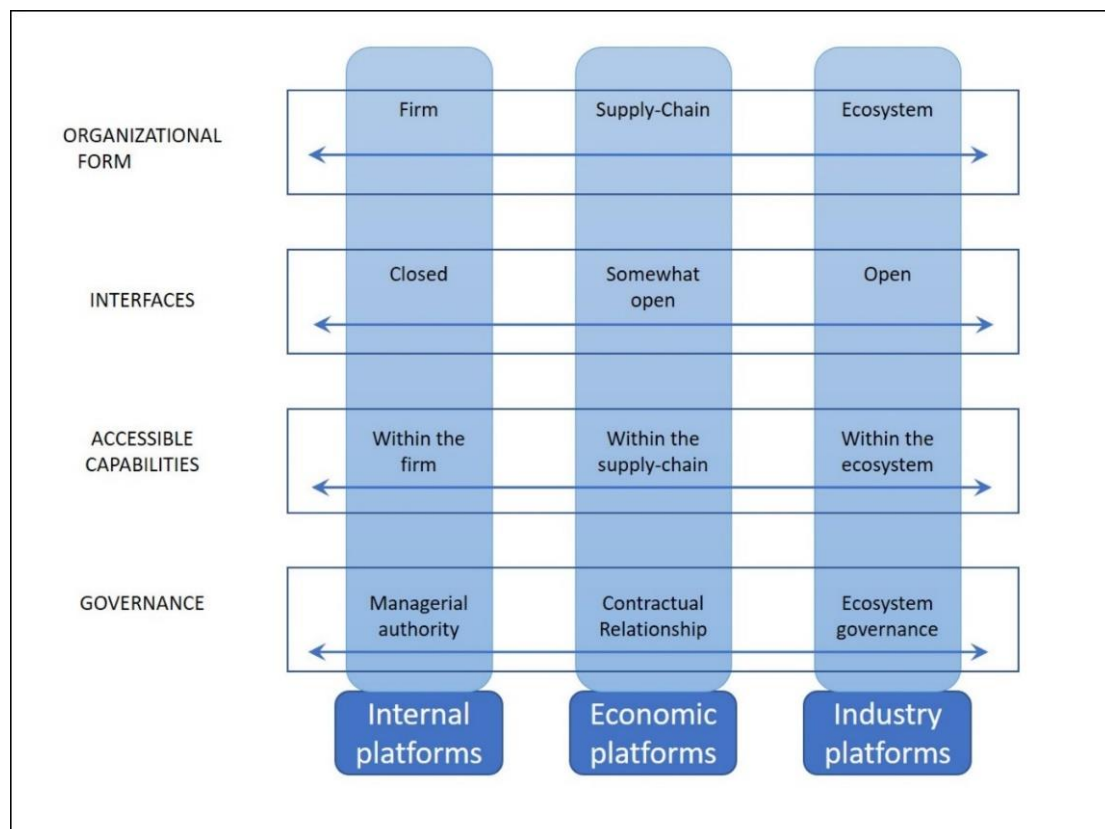 ORGANIZATIONAL
FORM
Firm
Supply-Chain
Ecosystem
INTERFACES
Closed
Somewhat
open
Open
ACCESSIBLE
CAPABILITIES
Within the
firm
Within the
supply-chain
Within the
ecosystem
GOVERNANCE
Managerial
authority
Contractual
Relationship
Ecosystem
governance
Internal
platforms
Economic
platforms
Industry
platforms